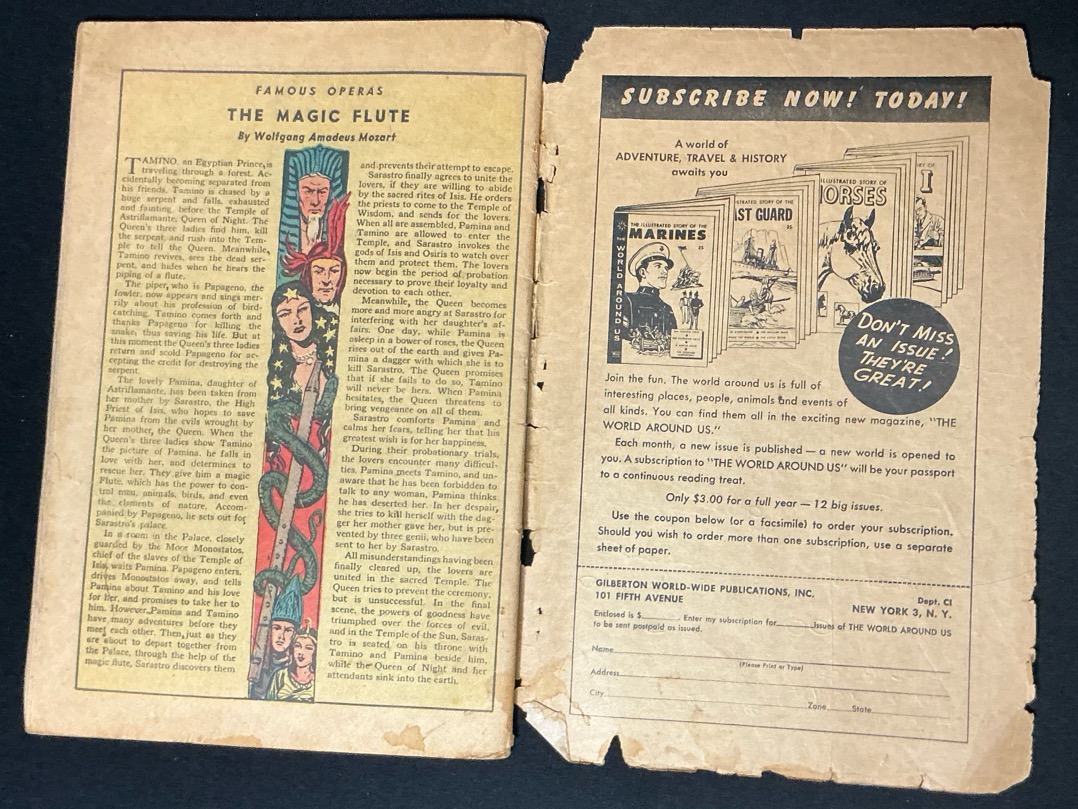 FAMOUS OPERAS
THE MAGIC FLUTE
By Wolfgang Amadeus Mozart
TAMINO, an Egyptian Prince, is
traveling through a forest. Ac-
cidentally becoming separated from
his friends, Tamino is chased by a
huge serpent and falls, exhausted
and fainting, before the Temple of
Astriflamante, Queen of Night. The
Queen's three ladies find him, kill
the serpent, and rush into the Tem-
ple to tell the Queen. Meanwhile,
Tamino revives, sees the dead ser-
pent, and hides when he hears the
piping of a flute.
The piper, who is Papageno, the
fowler, now appears and sings mer-
rily about his profession of bird-
catching. Tamino comes forth and
thanks Papageno for killing the
snake, thus saving his life. But at
this moment the Queen's three ladies
return and scold Papageno for ac-
cepting the credit for destroying the
serpent.
The lovely Pamina, daughter of
Astriflamante, has been taken from
her mother by Sarastro, the High
Priest of Isis, who hopes to save
Pamina from the evils wrought by
her mother, the Queen. When the
Queen's three ladies show Tamino
the picture of Pamina, he falls in
love with her, and determines to
rescue her. They give him a magic
Flute, which has the power to con-
trol man, animals, birds, and even
the elements of nature. Accom-
panied by Papageno, he sets out for
Sarastro's palace.
In a room in the Palace, closely
guarded by the Moor Monostatos,
chief of the slaves of the Temple of
Isis, waits Pamina. Papageno enters,
drives Monostatos away, and tells
Pamina about Tamino and his love
for her, and promises to take her to
him. However, Pamina and Tamino
have many adventures before they
meet each other. Then, just as they
are about to depart together from
the Palace, through the help of the
magic flute, Sarastro discovers them
and prevents their attempt to escape.
Sarastro finally agrees to unite the
lovers, if they are willing to abide
by the sacred rites of Isis. He orders
the priests to come to the Temple of
Wisdom, and sends for the lovers.
When all are assembled, Pamina and
Tamino are allowed to enter the
Temple, and Sarastro invokes the
gods of Isis and Osiris to watch over
them and protect them. The lovers
now begin the period of probation
necessary to prove their loyalty and
devotion to each other.
Meanwhile, the Queen becomes
more and more angry at Sarastro for
interfering with her daughter's af-
fairs. One day, while Pamina is
asleep in a bower of roses, the Queen
rises out of the earth and gives Pa-
mina a dagger with which she is to
kill Sarastro. The Queen promises
that if she fails to do so, Tamino
will never be hers. When Pamina
hesitates, the Queen threatens to
bring vengeance on all of them.
Sarastro comforts Pamina and
calms her fears, telling her that his
greatest wish is for her happiness.
During their probationary trials,
the lovers encounter many difficul-
ties. Pamina meets Tamino, and un-
aware that he has been forbidden to
talk to any woman, Pamina thinks
he has deserted her. In her despair,
she tries to kill herself with the dag-
ger her mother gave her, but is pre-
vented by three genii, who have been
sent to her by Sarastro.
All misunderstandings having been
finally cleared up, the lovers are
united in the sacred Temple. The
Queen tries to prevent the ceremony,
but is unsuccessful. In the final
scene, the powers of goodness have
triumphed over the forces of evil,
and in the Temple of the Sun, Saras-
tro is seated on his throne with
Tamino and Pamina beside him,
while the Queen of Night and her
attendants sink into the earth.
SUBSCRIBE NOW! TODAY!
A world of
ADVENTURE, TRAVEL & HISTORY
awaits you
THE ILLUSTRATED STORY OF THE
MARINES
25
THE WORLD AROUND US
STRATED STORY OF THE
AST GUARD
25
ILLUSTRATED STORY OF
HORSES
RY OF
I
DON'T MISS
AN ISSUE!
THEY'RE
GREAT!
Join the fun. The world around us is full of
interesting places, people, animals and events of
all kinds. You can find them all in the exciting new magazine, "THE
WORLD AROUND US."
Each month, a new issue is published — a new world is opened to
you. A subscription to "THE WORLD AROUND US" will be your passport
to a continuous reading treat.
Only $3.00 for a full year — 12 big issues.
Use the coupon below (or a facsimile) to order your subscription.
Should you wish to order more than one subscription, use a separate
sheet of paper.
GILBERTON WORLD-WIDE PUBLICATIONS, INC. Dept. CI
101 FIFTH AVENUE NEW YORK 3, N. Y.
Enclosed is $ Enter my subscription for Issues of THE WORLD AROUND US
to be sent postpaid as issued.
Name
(Please Print or Type)
Address
City Zone State